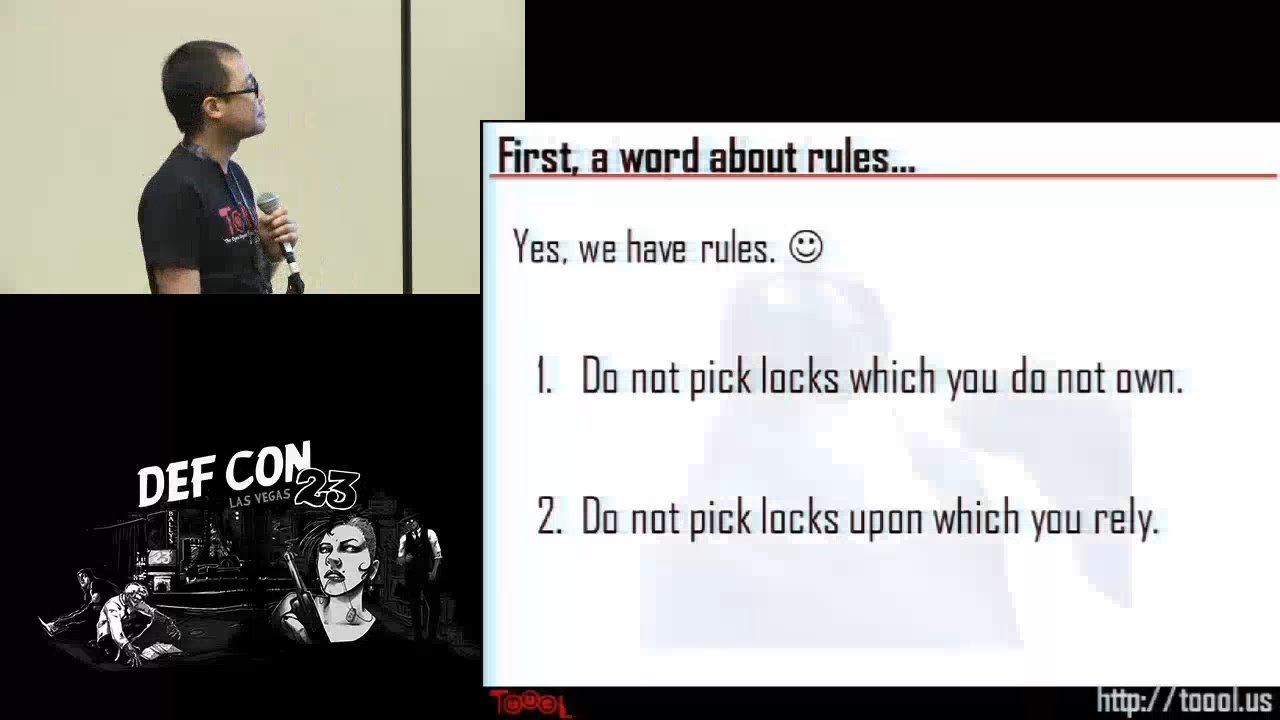 First, a word about rules...
Yes, we have rules. ☺
1. Do not pick locks which you do not own.
2. Do not pick locks upon which you rely.
TOOOL
http://toool.us
DEF CON
LAS VEGAS 23
BALLY'S